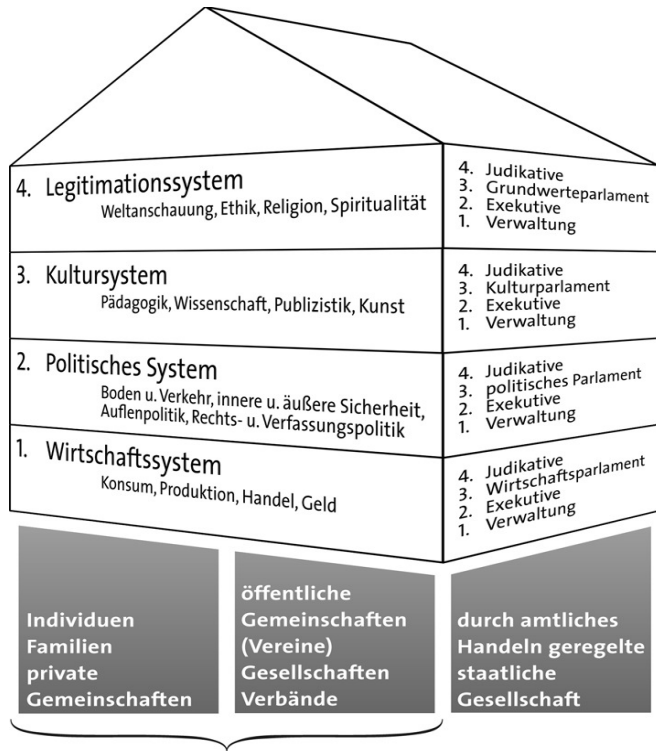 4. Legitimationssystem
Weltanschauung, Ethik, Religion, Spiritualität
4. Judikative
3. Grundwerteparlament
2. Exekutive
1. Verwaltung
3. Kultursystem
Pädagogik, Wissenschaft, Publizistik, Kunst
4. Judikative
3. Kulturparlament
2. Exekutive
1. Verwaltung
2. Politisches System
Boden u. Verkehr, innere u. äußere Sicherheit,
Auflenpolitik, Rechts- u. Verfassungspolitik
4. Judikative
3. politisches Parlament
2. Exekutive
1. Verwaltung
1. Wirtschaftssystem
Konsum, Produktion, Handel, Geld
4. Judikative
3. Wirtschaftsparlament
2. Exekutive
1. Verwaltung
Individuen
Familien
private
Gemeinschaften
öffentliche
Gemeinschaften
(Vereine)
Gesellschaften
Verbände
durch amtliches
Handeln geregelte
staatliche
Gesellschaft